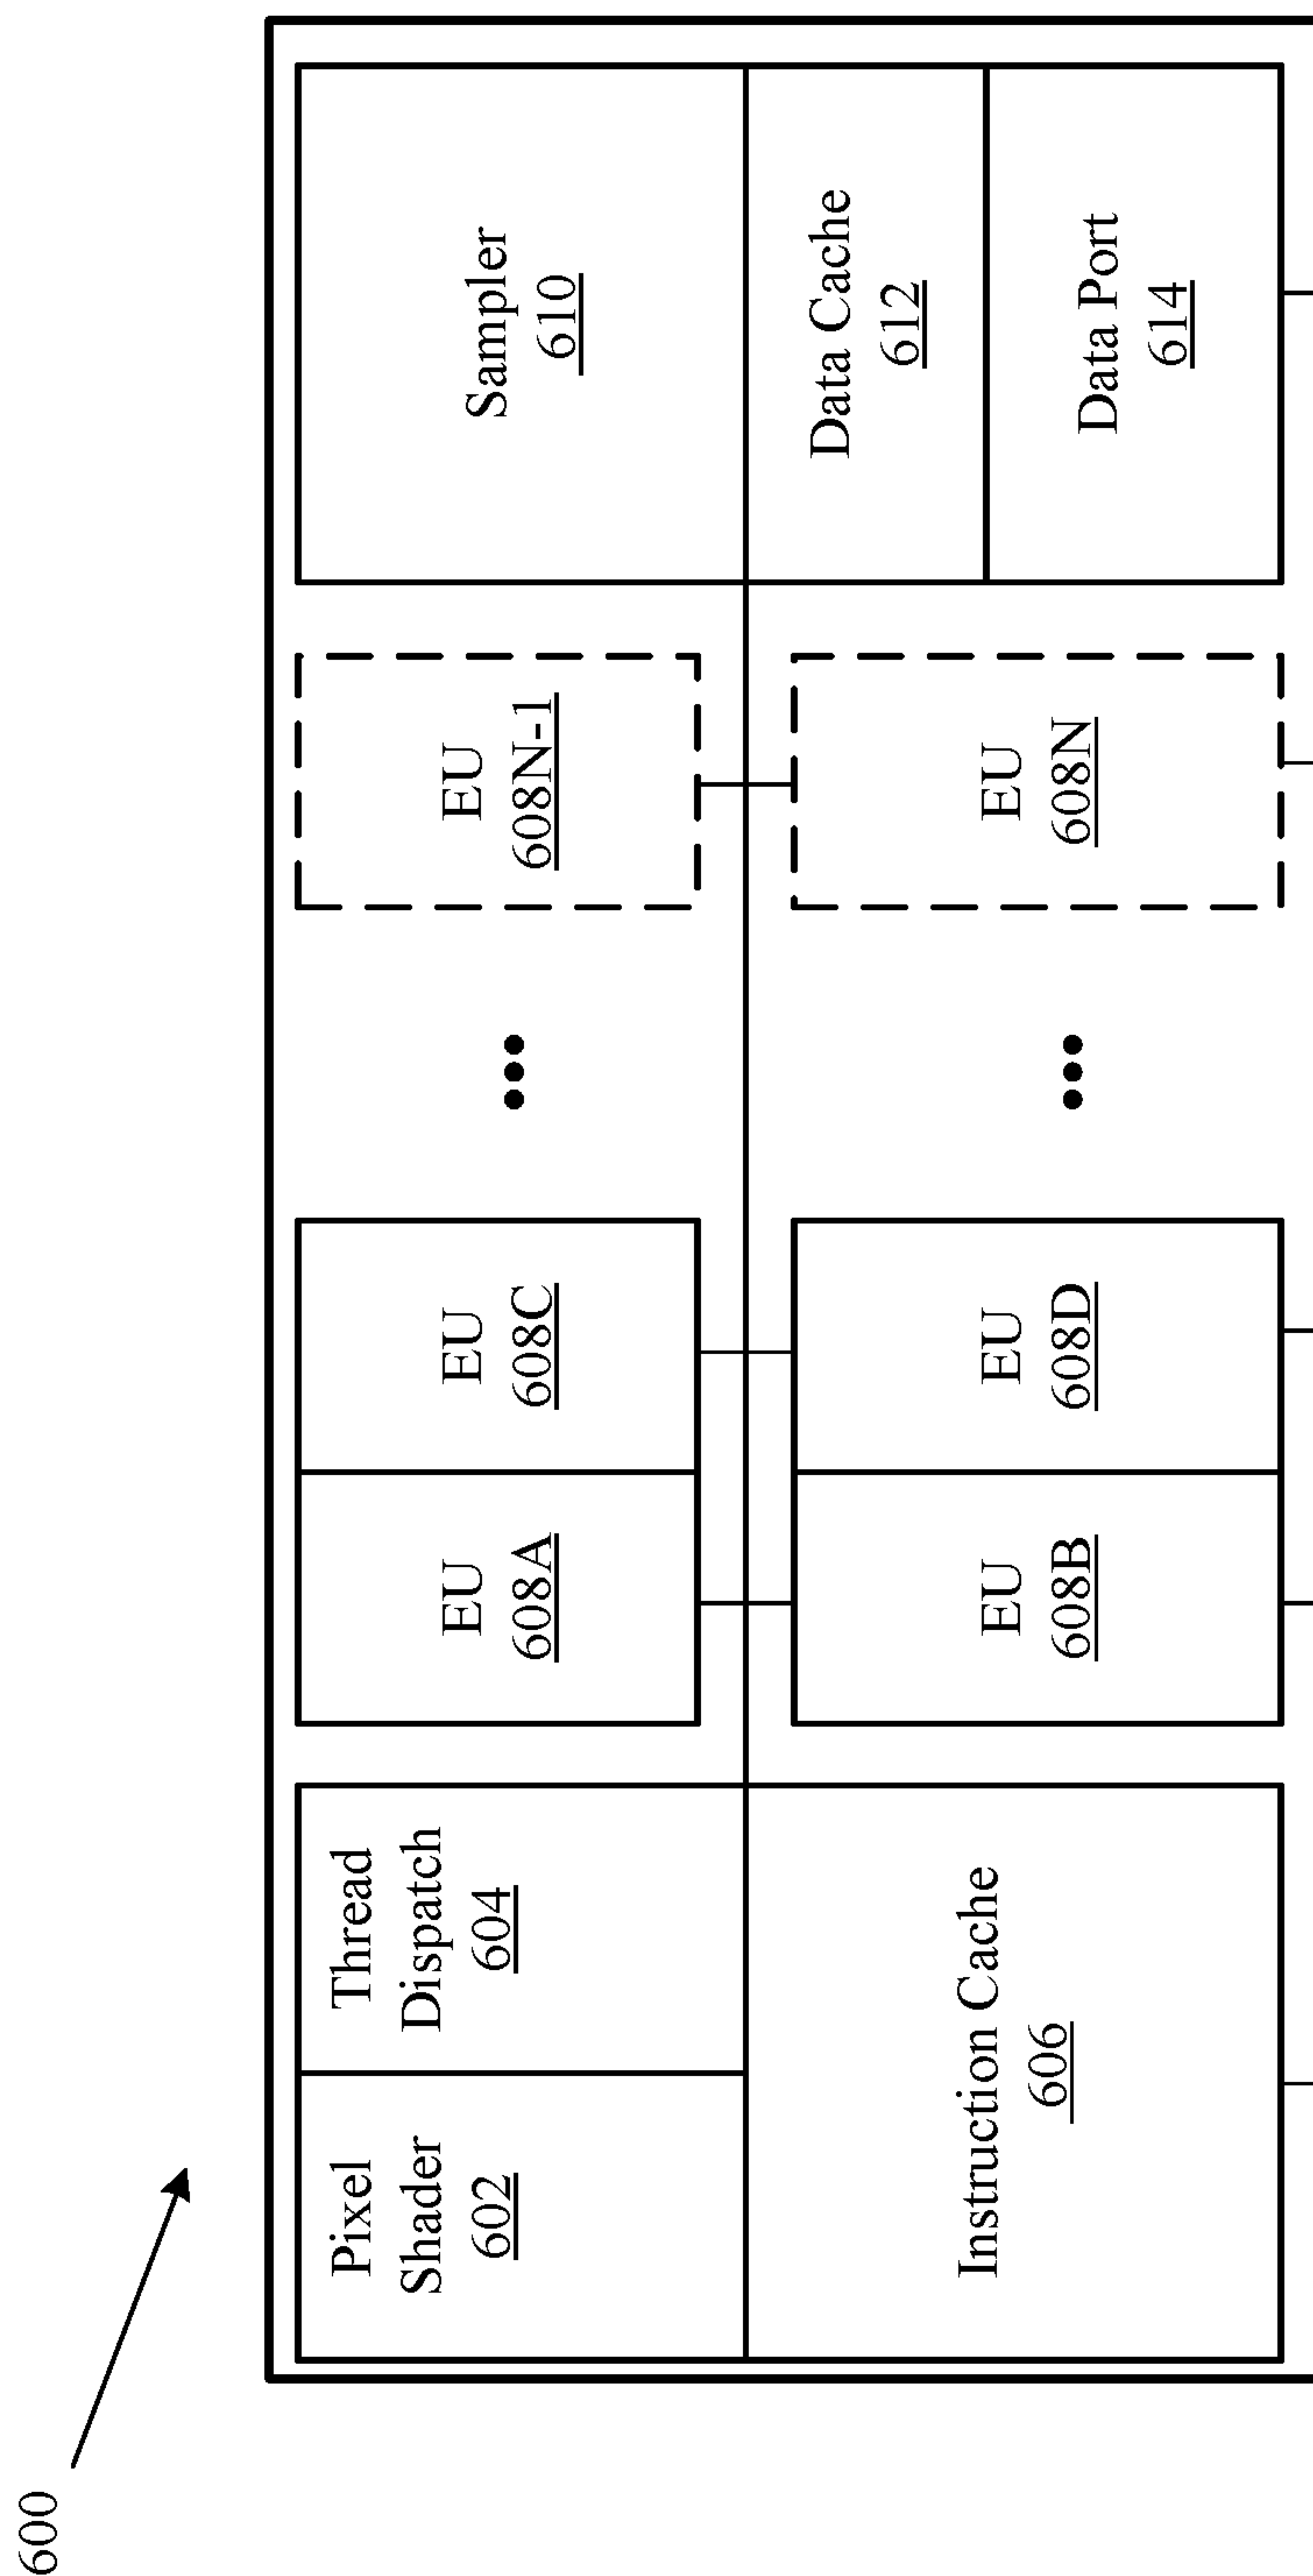 600
Pixel
Shader
602
Thread
Dispatch
604
EU
608A
EU
608C
EU
608N-1
Sampler
610
Instruction Cache
606
EU
608B
EU
608D
EU
608N
Data Cache
612
Data Port
614